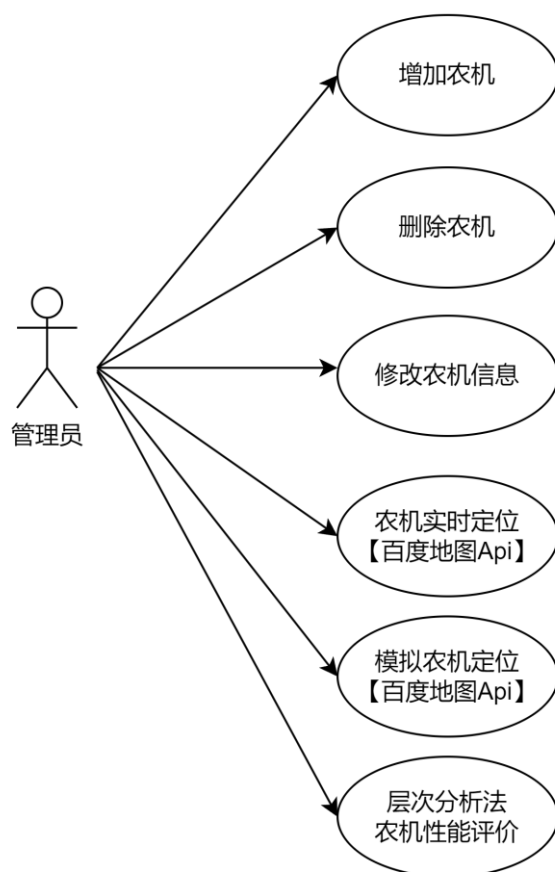 增加农机
删除农机
修改农机信息
管理员
农机实时定位
【百度地图Api】
模拟农机定位
【百度地图Api】
层次分析法
农机性能评价